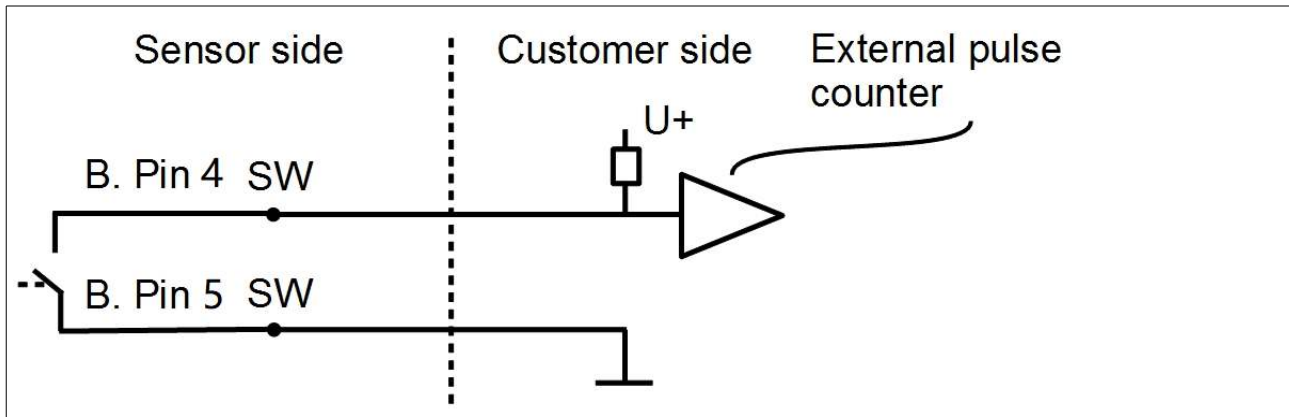 Sensor side
Customer side
External pulse
counter
U+
B. Pin 4 SW
B. Pin 5 SW